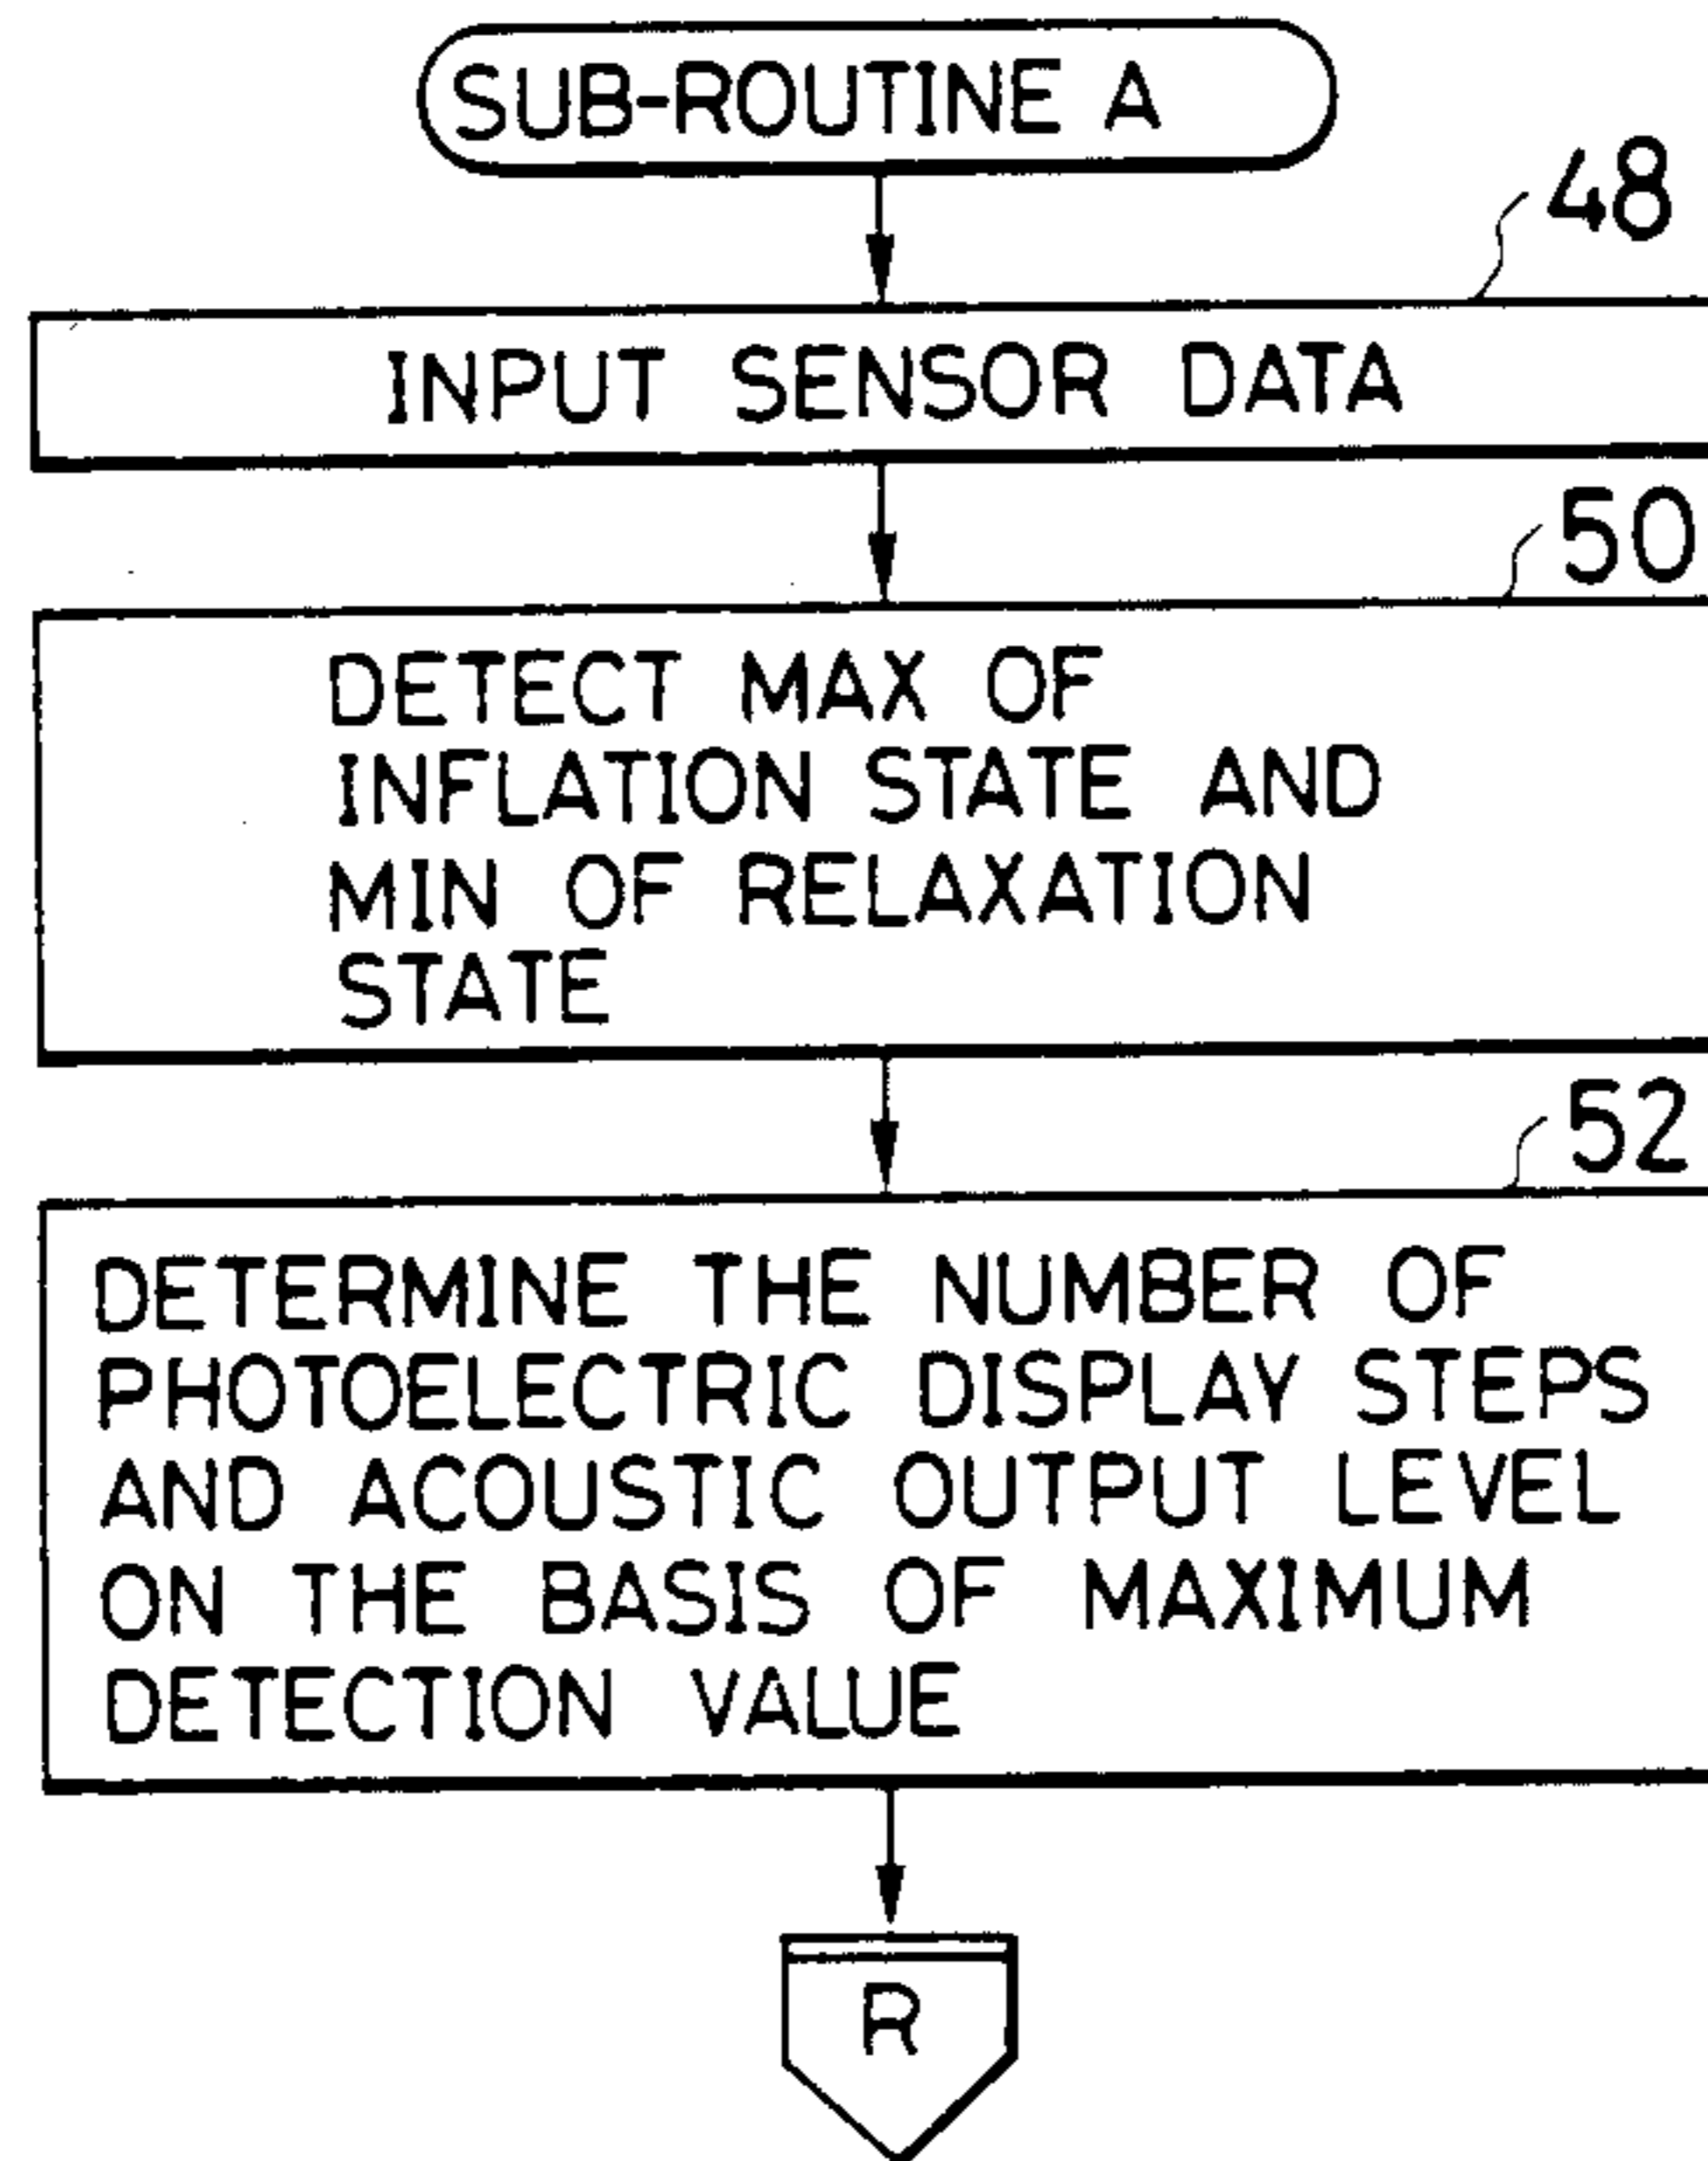 SUB-ROUTINE A
48
INPUT SENSOR DATA
50
DETECT MAX OF
INFLATION STATE AND
MIN OF RELAXATION
STATE
52
DETERMINE THE NUMBER OF
PHOTOELECTRIC DISPLAY STEPS
AND ACOUSTIC OUTPUT LEVEL
ON THE BASIS OF MAXIMUM
DETECTION VALUE
R